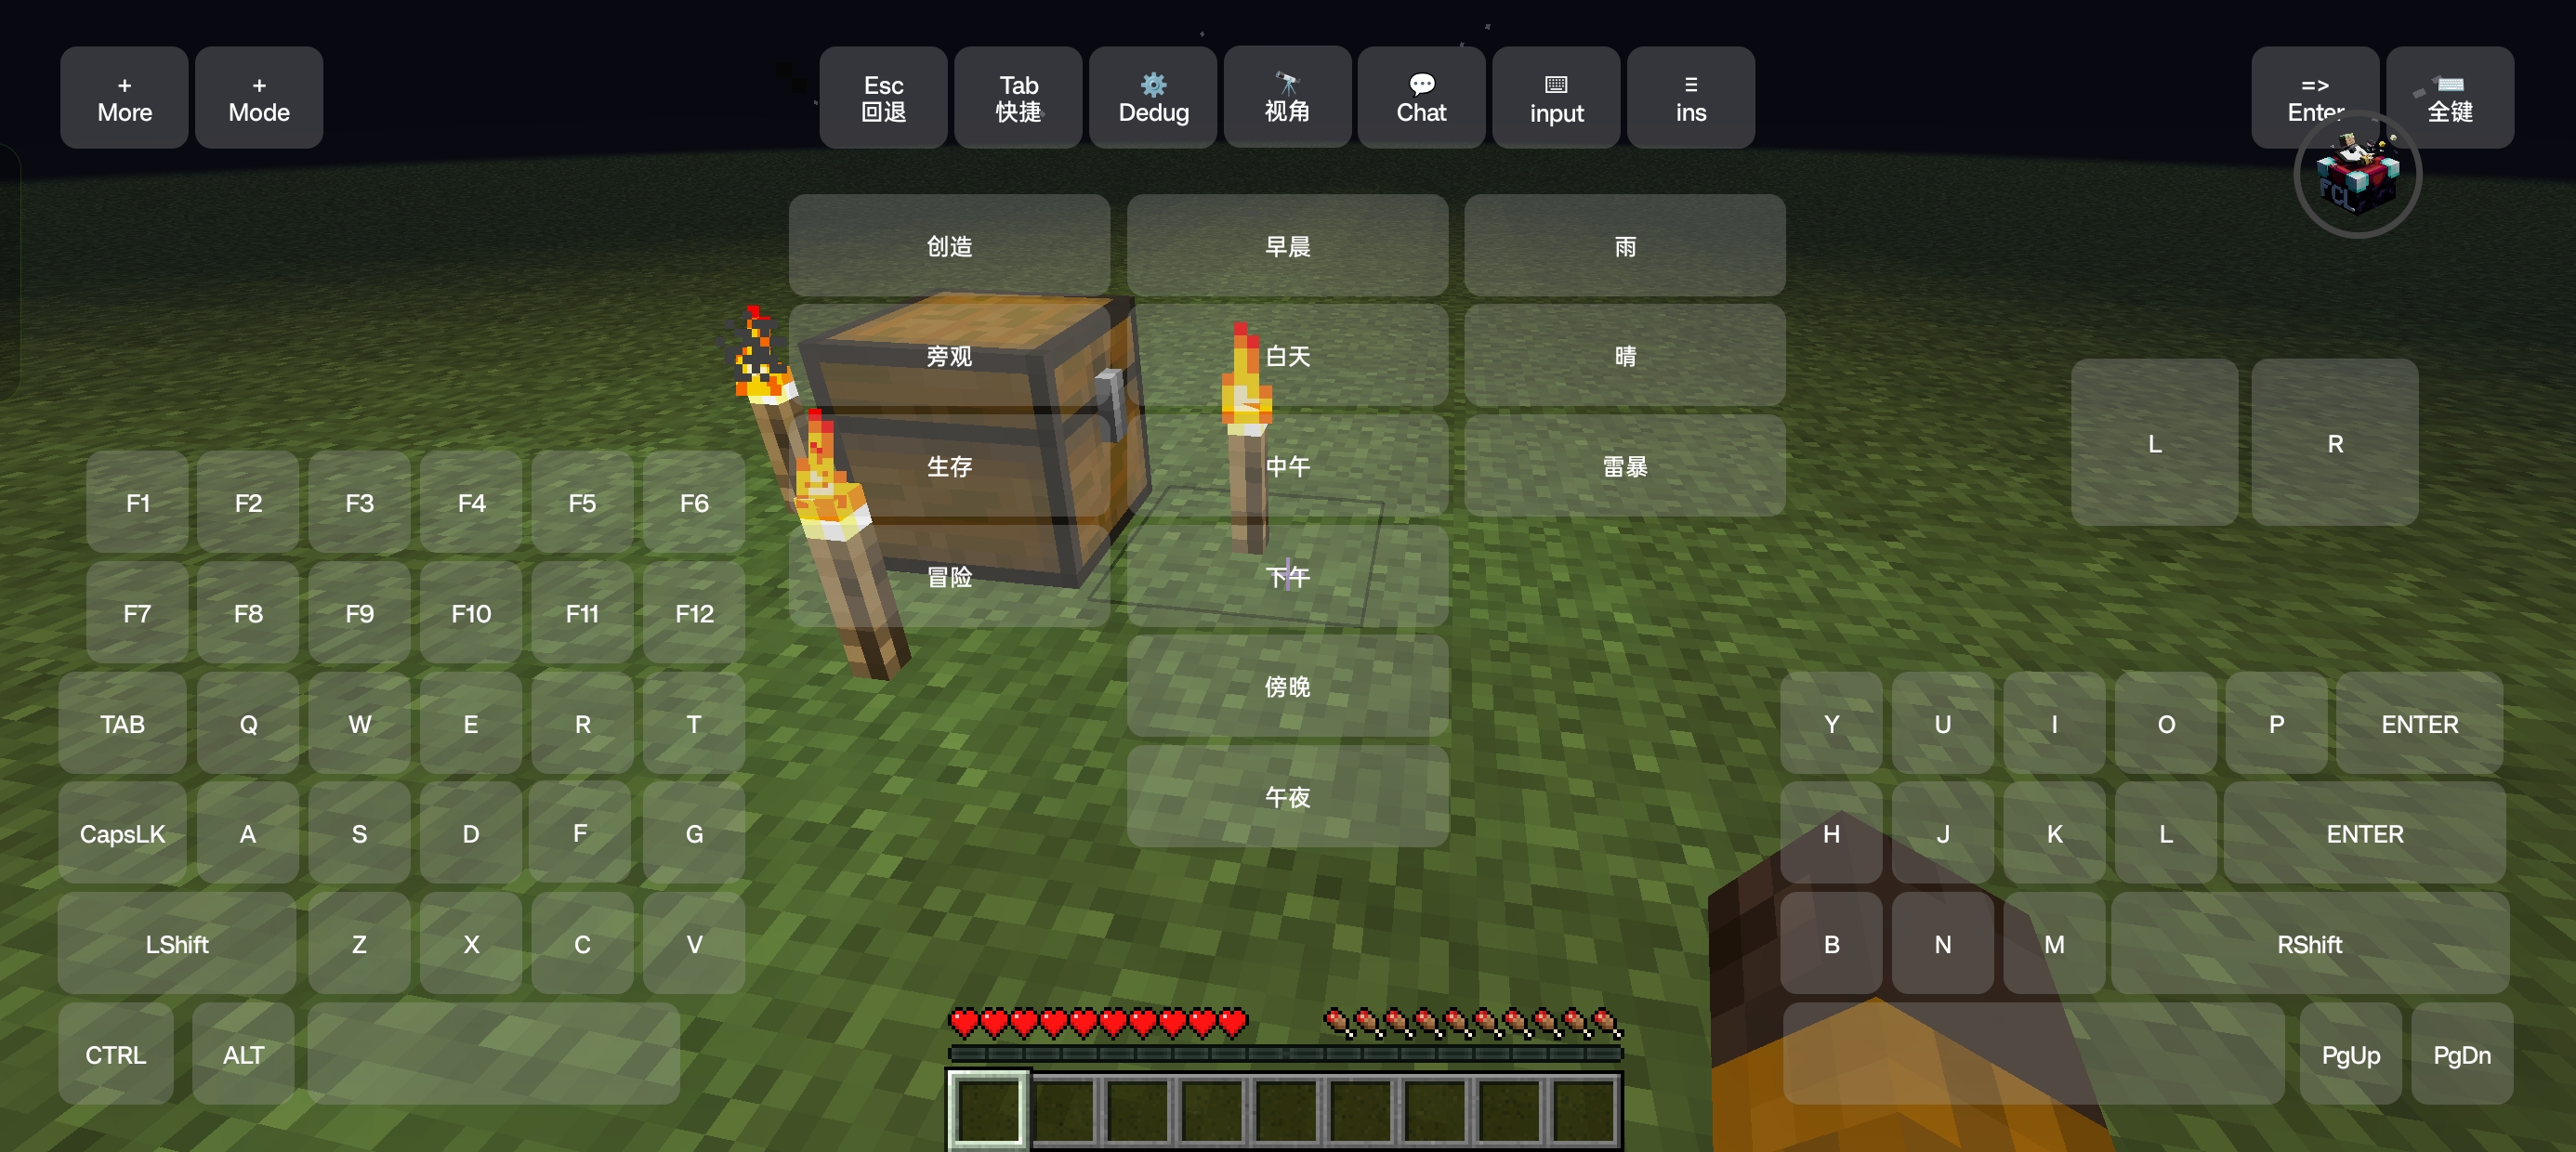 +
More
+
Mode
Esc
回退
Tab
快捷
Dedug
视角
Chat
input
ins
=>
Enter
全键
FCL
创造
早晨
雨
旁观
白天
晴
生存
中午
雷暴
冒险
下午
傍晚
午夜
L
R
F1 F2 F3 F4 F5 F6
F7 F8 F9 F10 F11 F12
TAB Q W E R T
CapsLK A S D F G
LShift Z X C V
CTRL ALT
Y U I O P ENTER
H J K L ENTER
B N M RShift
PgUp PgDn